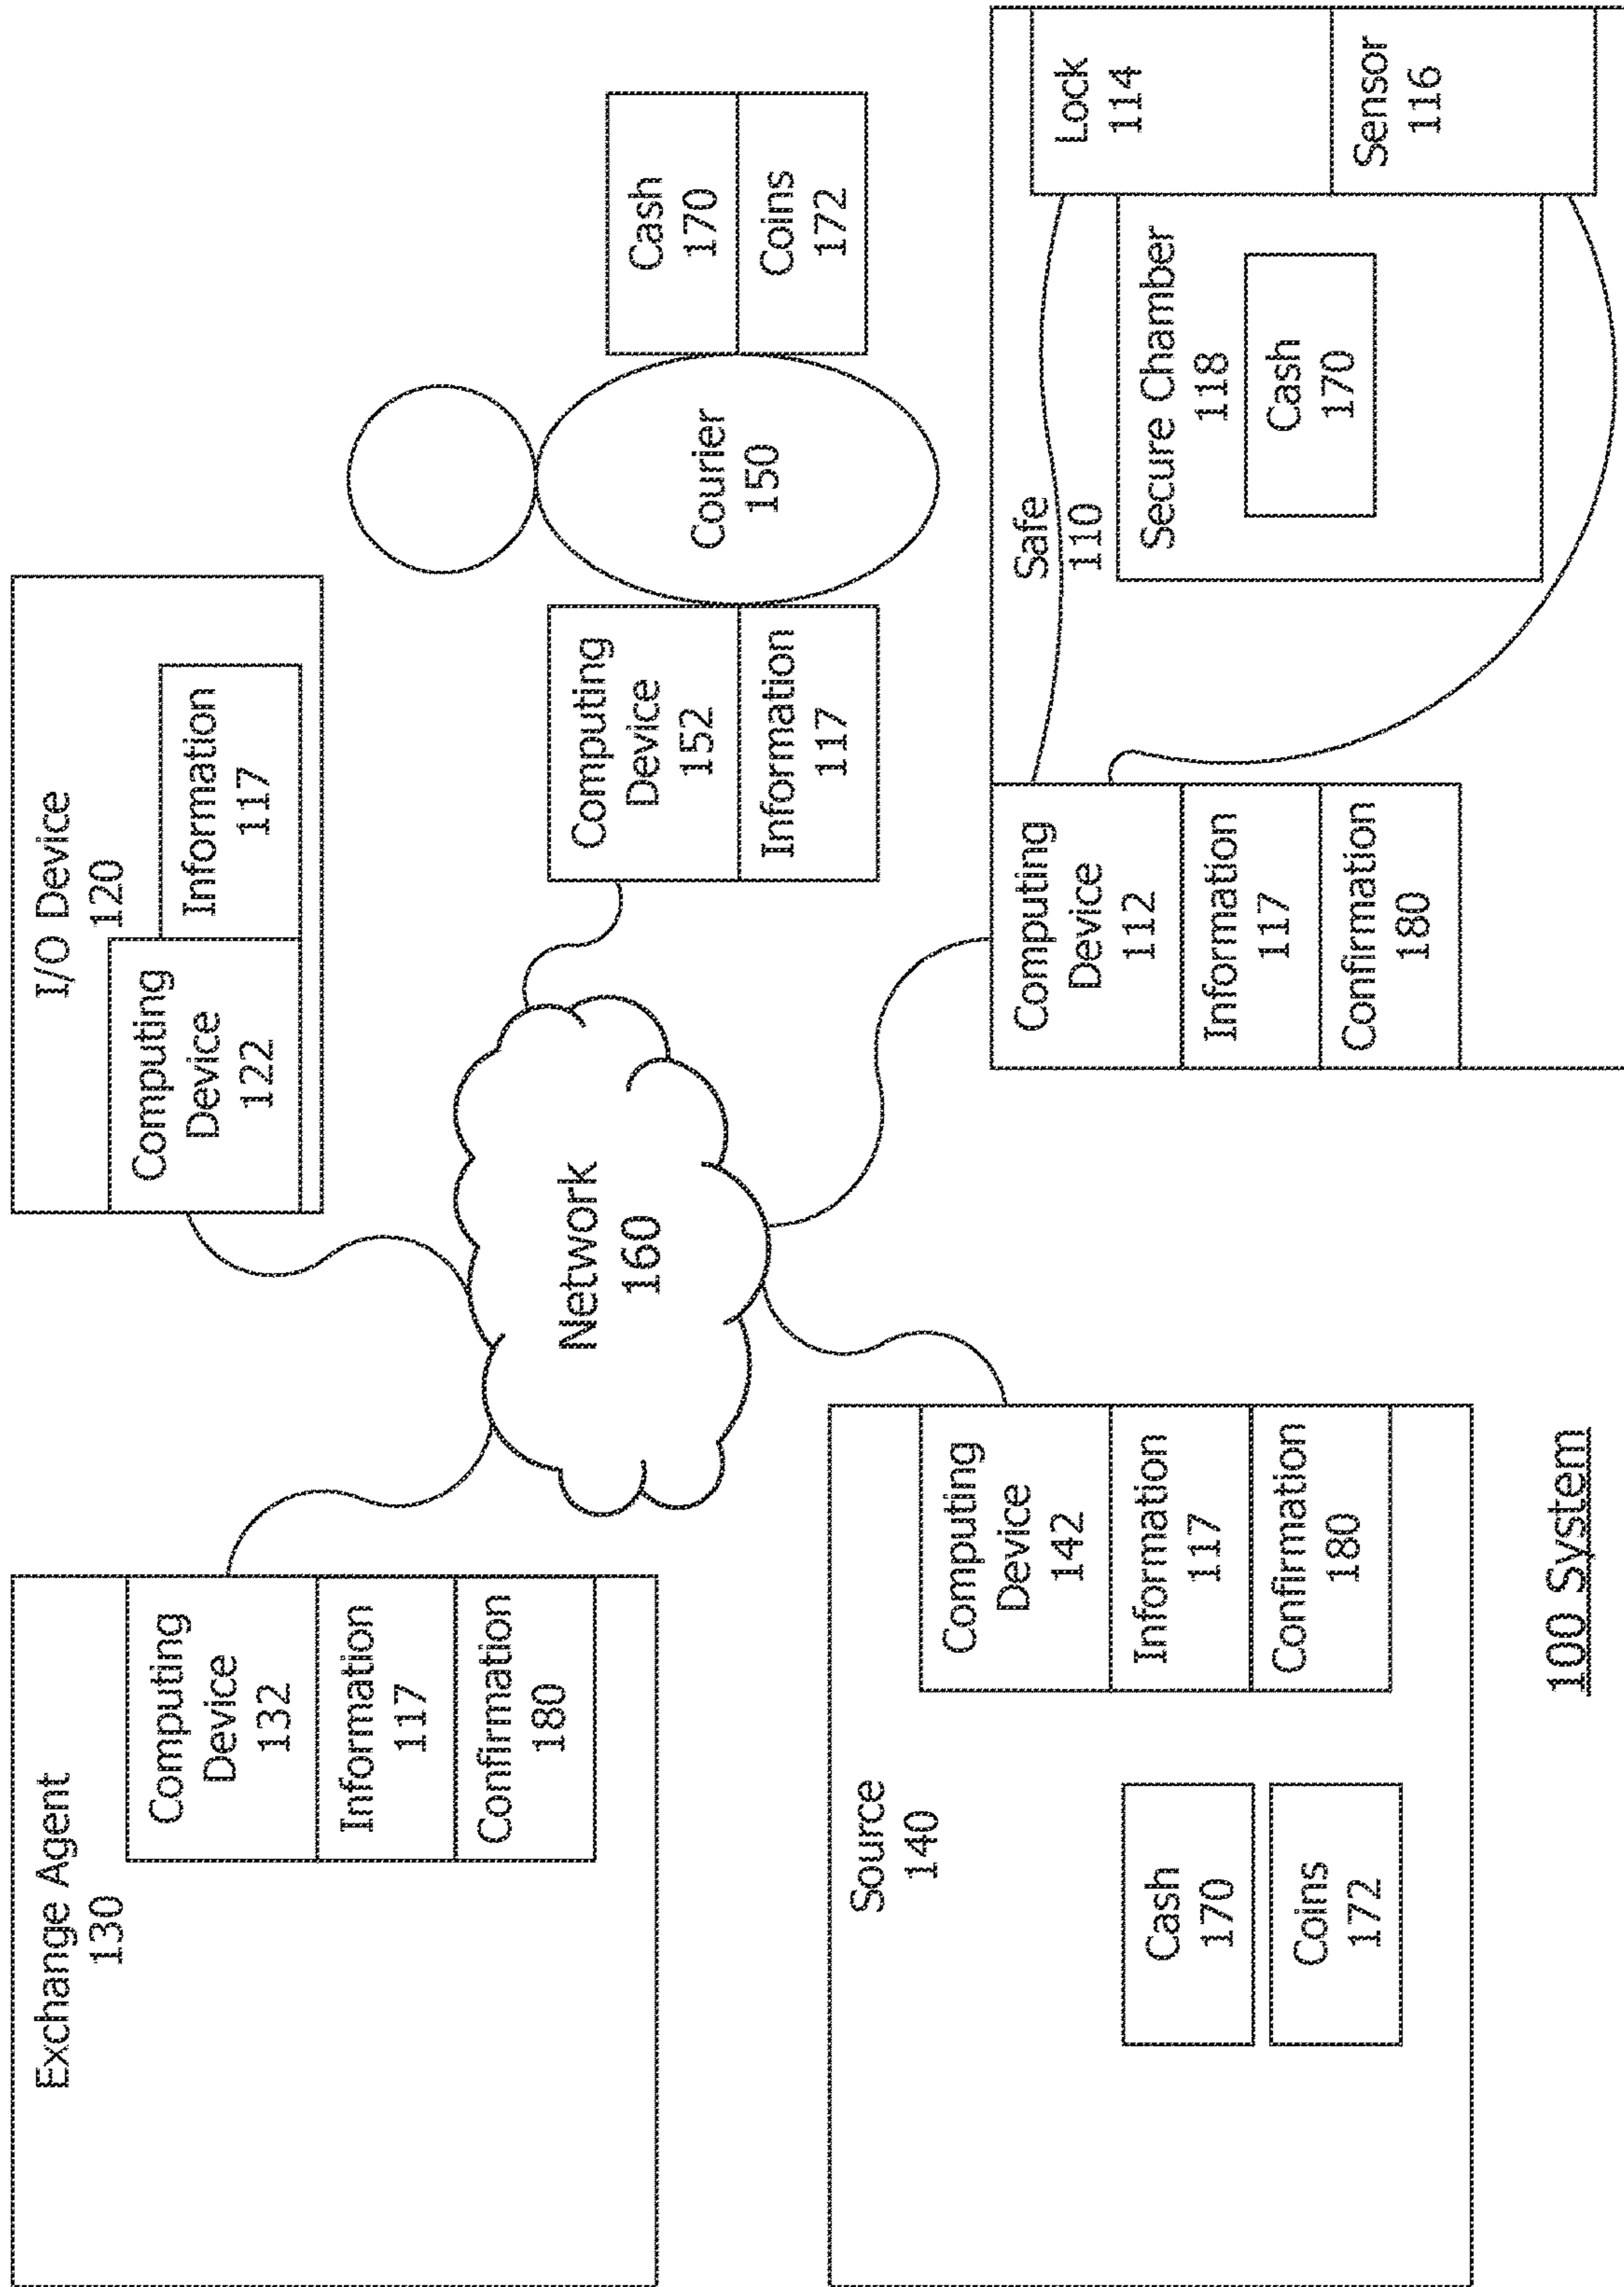 Exchange Agent
130
Computing
Device
132
Information
117
Confirmation
180
I/O Device
120
Computing
Device
122
Information
117
Network
160
Computing
Device
152
Information
117
Courier
150
Cash
170
Coins
172
Source
140
Cash
170
Coins
172
Computing
Device
142
Information
117
Confirmation
180
Safe
110
Computing
Device
112
Information
117
Confirmation
180
Secure Chamber
118
Cash
170
Lock
114
Sensor
116
100 System